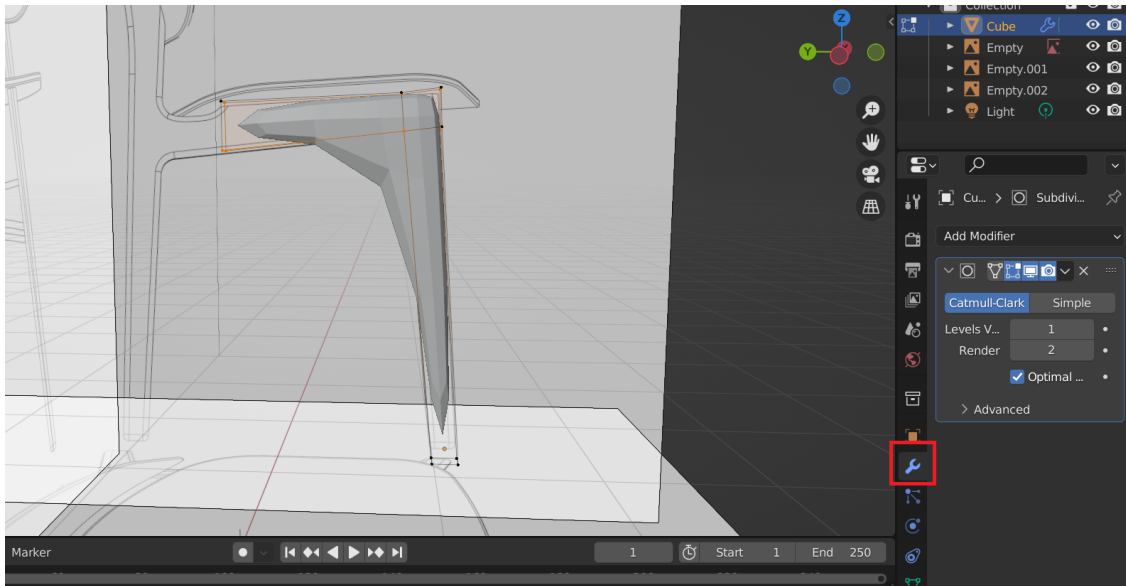 Collection
Cube
Empty
Empty.001
Empty.002
Light
Z
Y
Cu... > Subdivi...
Add Modifier
Catmull-Clark Simple
Levels V... 1
Render 2
Optimal ...
> Advanced
Marker 1 Start 1 End 250